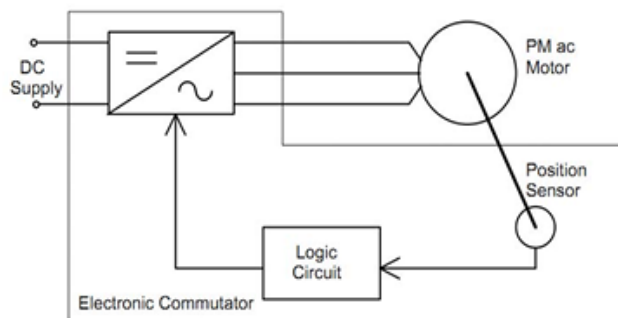 DC
Supply
PM ac
Motor
Position
Sensor
Logic
Circuit
Electronic Commutator